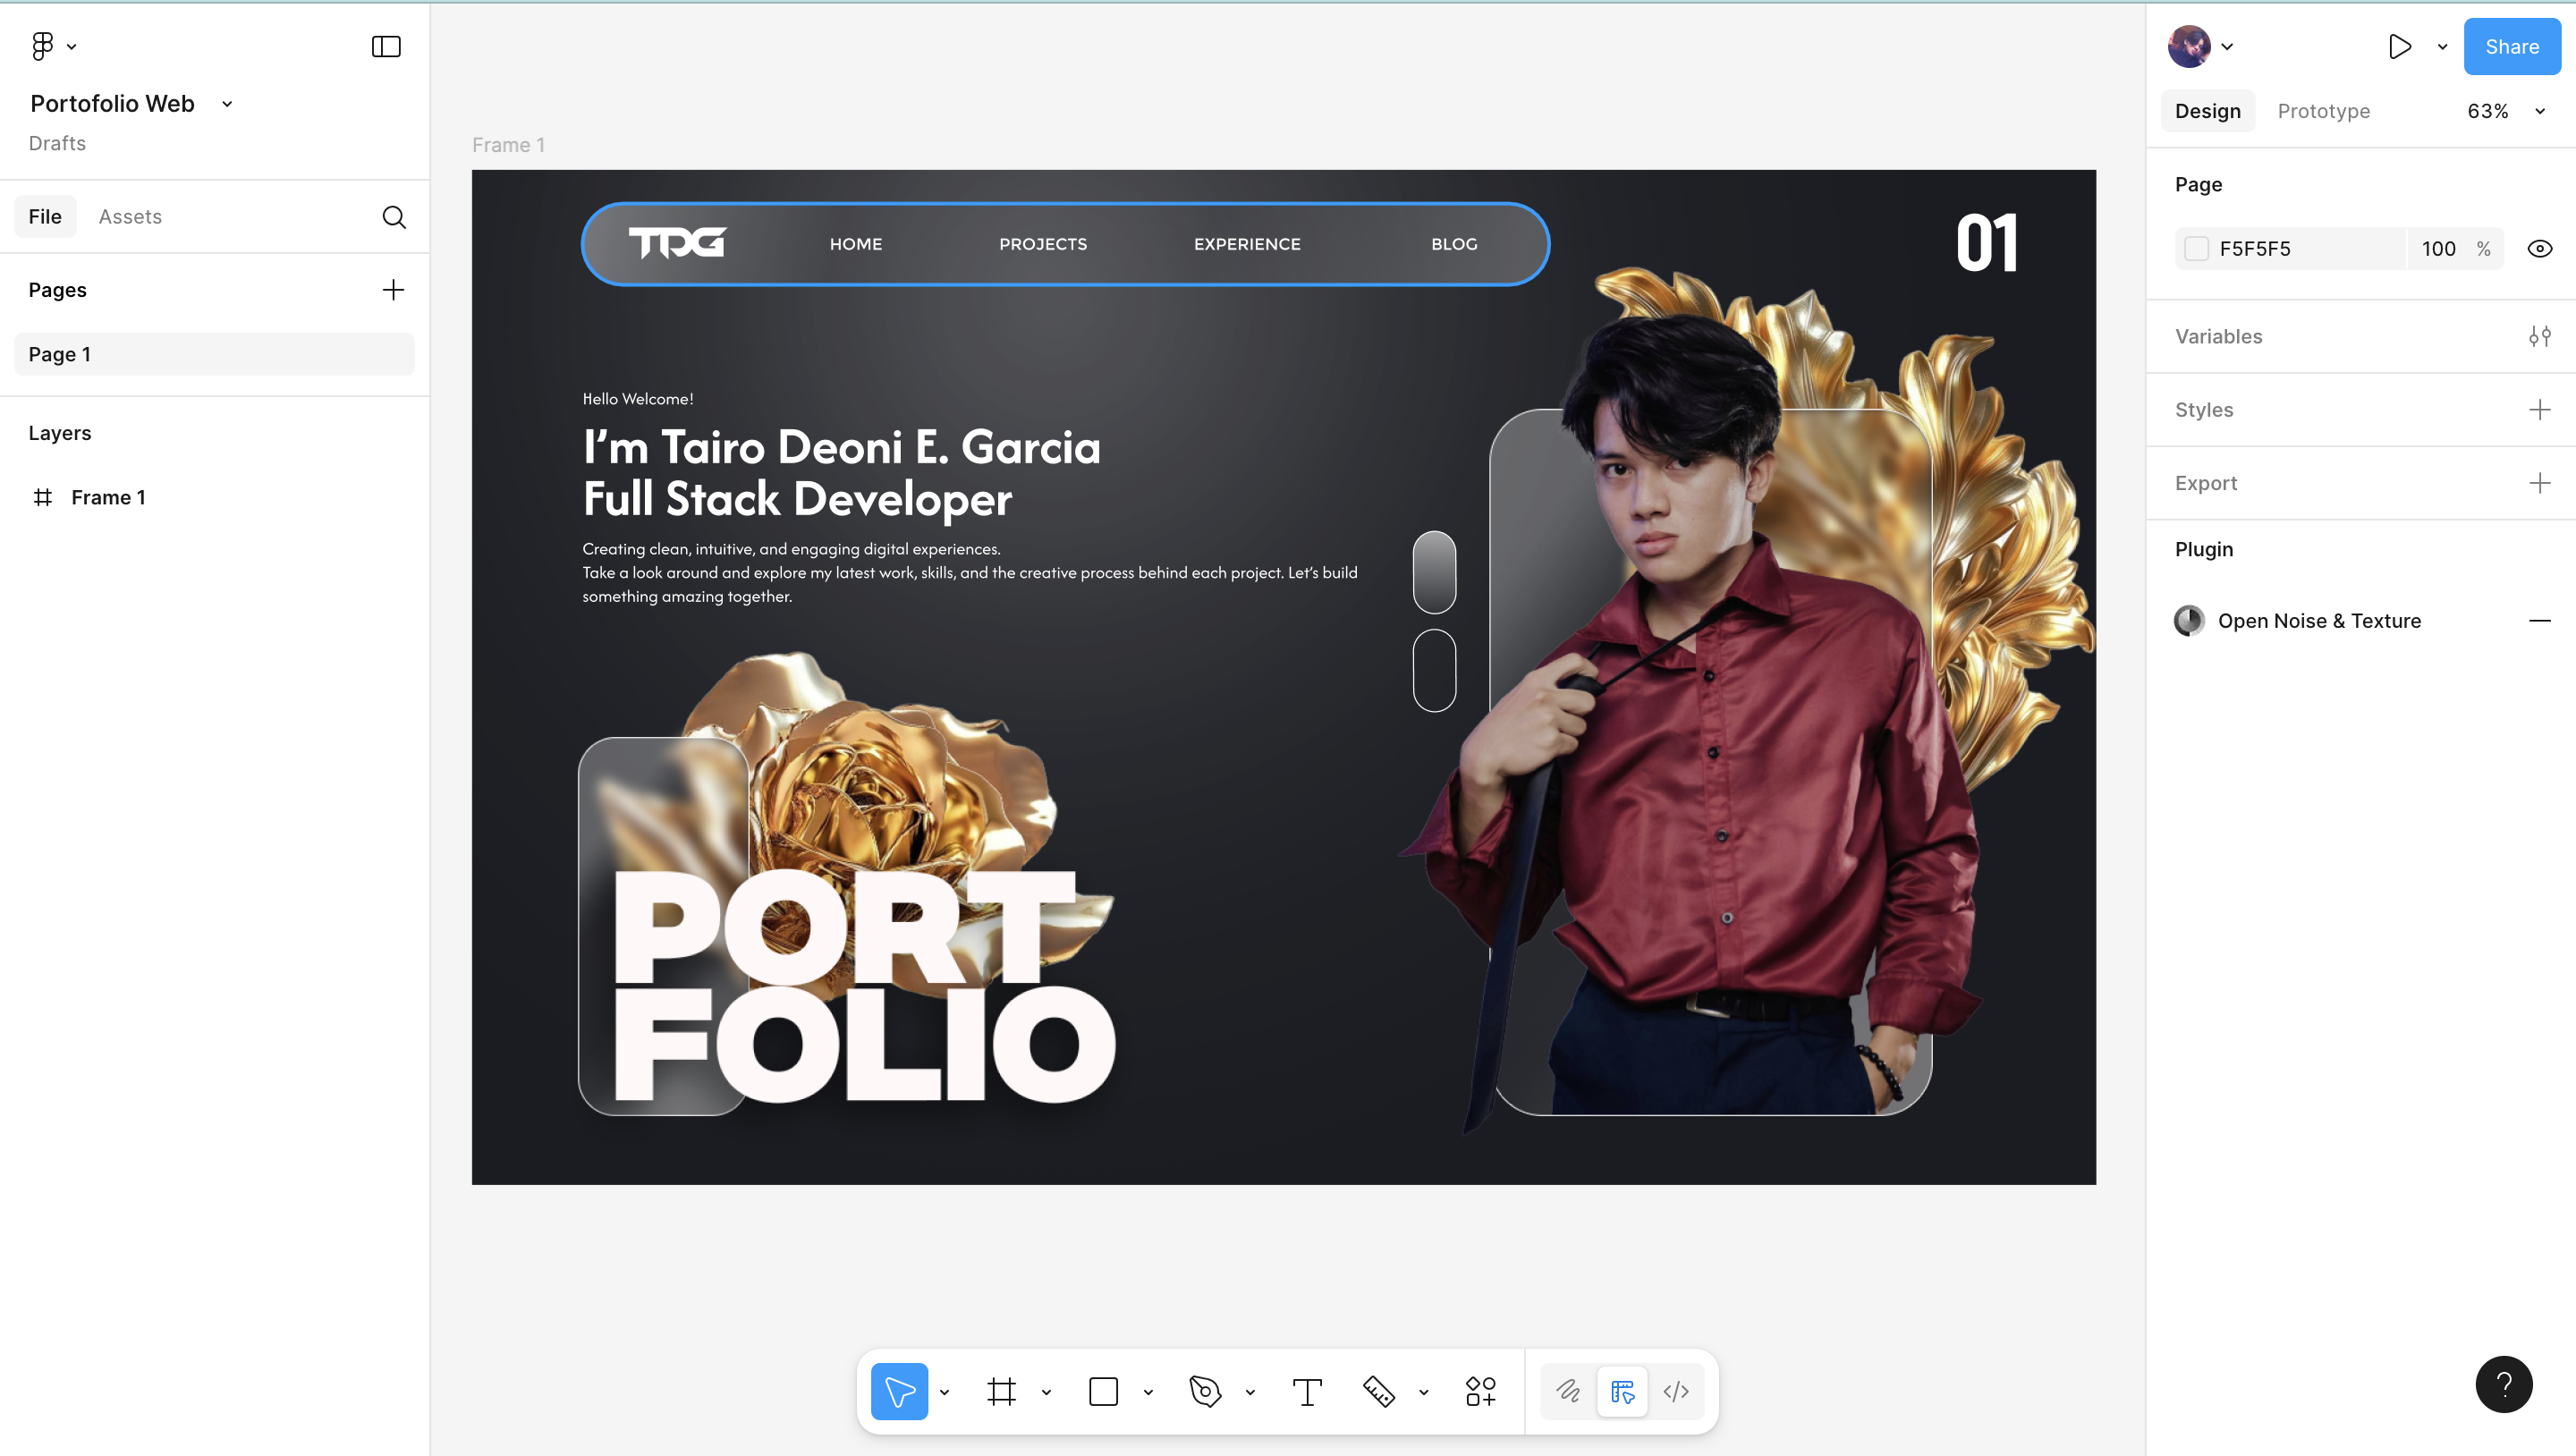 Portofolio Web
Drafts
File
Assets
Pages
Page 1
Layers
Frame 1
Frame 1
TDG
HOME
PROJECTS
EXPERIENCE
BLOG
01
Hello Welcome!
I'm Tairo Deoni E. Garcia
Full Stack Developer
Creating clean, intuitive, and engaging digital experiences.
Take a look around and explore my latest work, skills, and the creative process behind each project. Let's build
something amazing together.
PORT
FOLIO
Share
Design
Prototype
63%
Page
F5F5F5
100 %
Variables
Styles
Export
Plugin
Open Noise & Texture
?